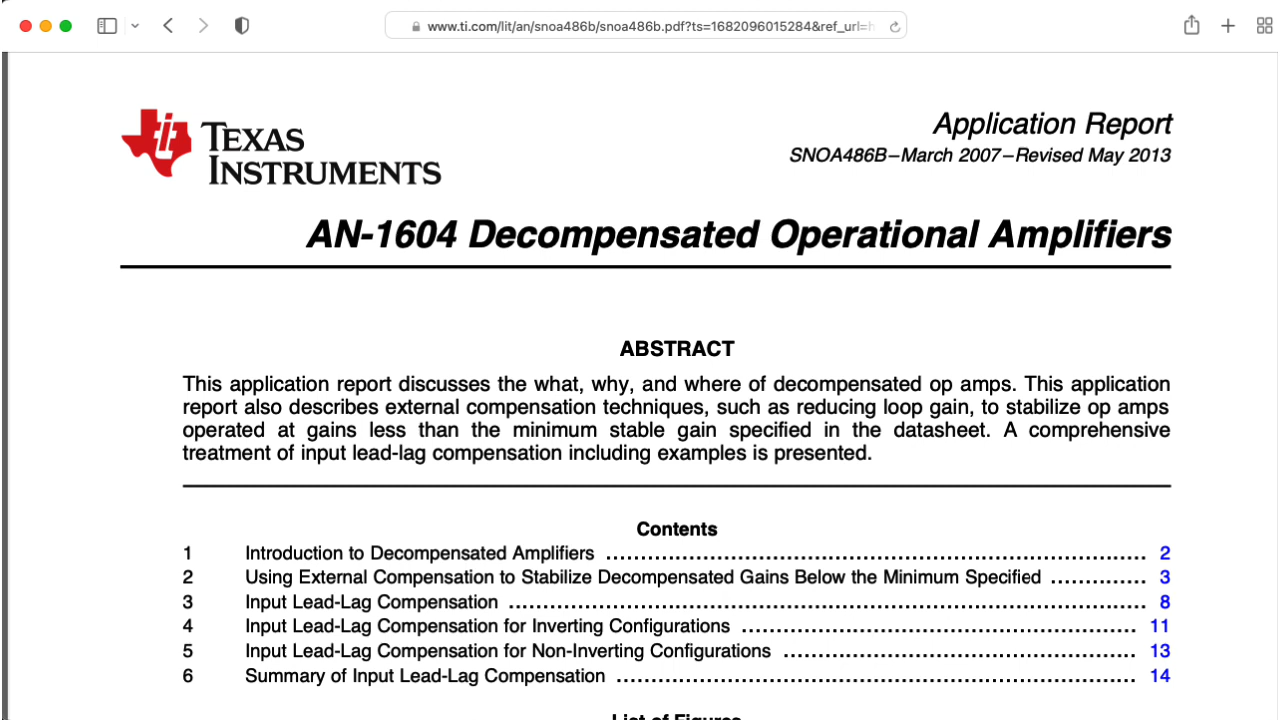 www.ti.com/lit/an/snoa486b/snoa486b.pdf?ts=1682096015284&ref_url=h
TEXAS
INSTRUMENTS
Application Report
SNOA486B–March 2007–Revised May 2013
AN-1604 Decompensated Operational Amplifiers
ABSTRACT
This application report discusses the what, why, and where of decompensated op amps. This application
report also describes external compensation techniques, such as reducing loop gain, to stabilize op amps
operated at gains less than the minimum stable gain specified in the datasheet. A comprehensive
treatment of input lead-lag compensation including examples is presented.
Contents
1 Introduction to Decompensated Amplifiers 2
2 Using External Compensation to Stabilize Decompensated Gains Below the Minimum Specified 3
3 Input Lead-Lag Compensation 8
4 Input Lead-Lag Compensation for Inverting Configurations 11
5 Input Lead-Lag Compensation for Non-Inverting Configurations 13
6 Summary of Input Lead-Lag Compensation 14
List of Figures